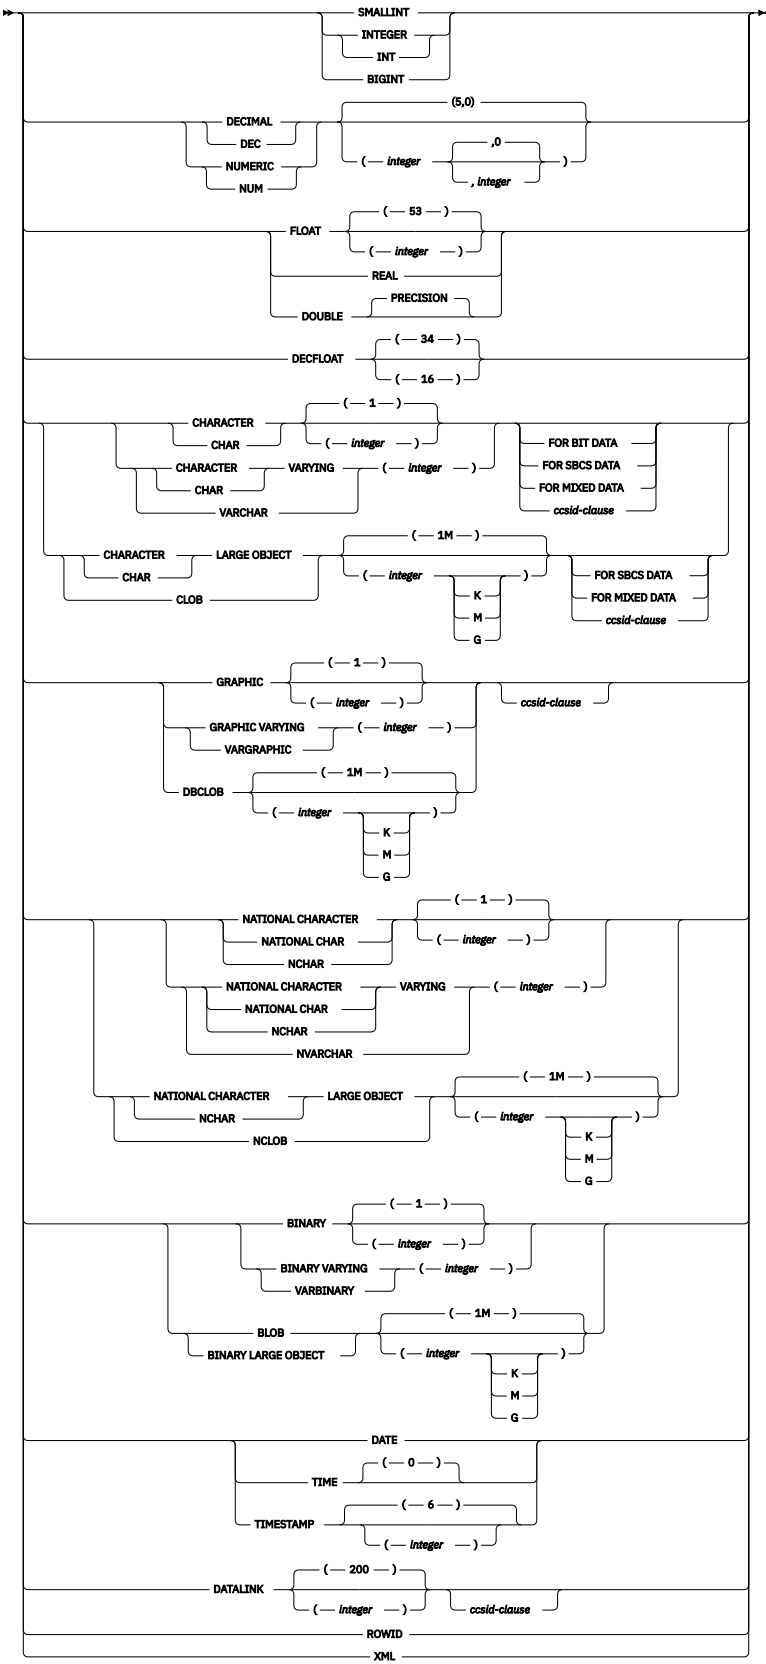 SMALLINT
INTEGER
INT
BIGINT
(5,0)
DECIMAL
DEC
,0
( integer )
NUMERIC
, integer
NUM
( 53 )
FLOAT
( integer )
REAL
PRECISION
DOUBLE
( 34 )
DECFLOAT
( 16 )
( 1 )
CHARACTER
CHAR ( integer ) FOR BIT DATA
CHARACTER VARYING ( integer ) FOR SBCS DATA
CHAR FOR MIXED DATA
VARCHAR ccsid-clause
( 1M )
CHARACTER LARGE OBJECT
CHAR ( integer ) FOR SBCS DATA
CLOB K FOR MIXED DATA
M ccsid-clause
G
( 1 )
GRAPHIC
( integer ) ccsid-clause
GRAPHIC VARYING ( integer )
VARGRAPHIC
( 1M )
DBCLOB
( integer )
K
M
G
( 1 )
NATIONAL CHARACTER
NATIONAL CHAR ( integer )
NCHAR
NATIONAL CHARACTER VARYING ( integer )
NATIONAL CHAR
NCHAR
NVARCHAR
( 1M )
NATIONAL CHARACTER LARGE OBJECT
NCHAR ( integer )
NCLOB K
M
G
( 1 )
BINARY
( integer )
BINARY VARYING ( integer )
VARBINARY
( 1M )
BLOB
BINARY LARGE OBJECT ( integer )
K
M
G
DATE
( 0 )
TIME
( 6 )
TIMESTAMP
( integer )
( 200 )
DATALINK
( integer ) ccsid-clause
ROWID
XML